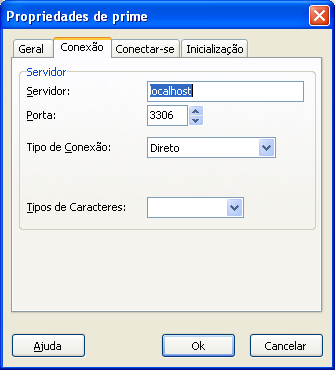 Propriedades de prime
Geral Conexão Conectar-se Inicialização
Servidor
Servidor: localhost
Porta: 3306
Tipo de Conexão: Direto
Tipos de Caracteres:
Ajuda Ok Cancelar